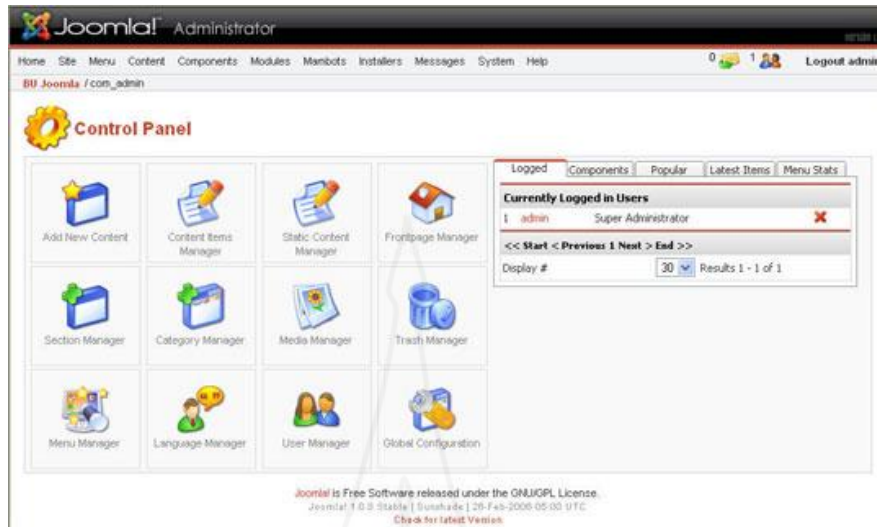 Joomla! Administrator
Home Site Menu Content Components Modules Mambots Installers Messages System Help 0 1 Logout admin
BU Joomla / com_admin
Control Panel
Logged Components Popular Latest Items Menu Stats
Currently Logged in Users
1 admin Super Administrator
<< Start < Previous 1 Next > End >>
Display # 30 Results 1 - 1 of 1
Add New Content
Content Items Manager
Static Content Manager
Frontpage Manager
Section Manager
Category Manager
Media Manager
Trash Manager
Menu Manager
Language Manager
User Manager
Global Configuration
Joomla! is Free Software released under the GNU/GPL License.
Joomla! 1.0.8 Stable [ Sunshade ] 26-Feb-2006 05:00 UTC
Check for latest Version